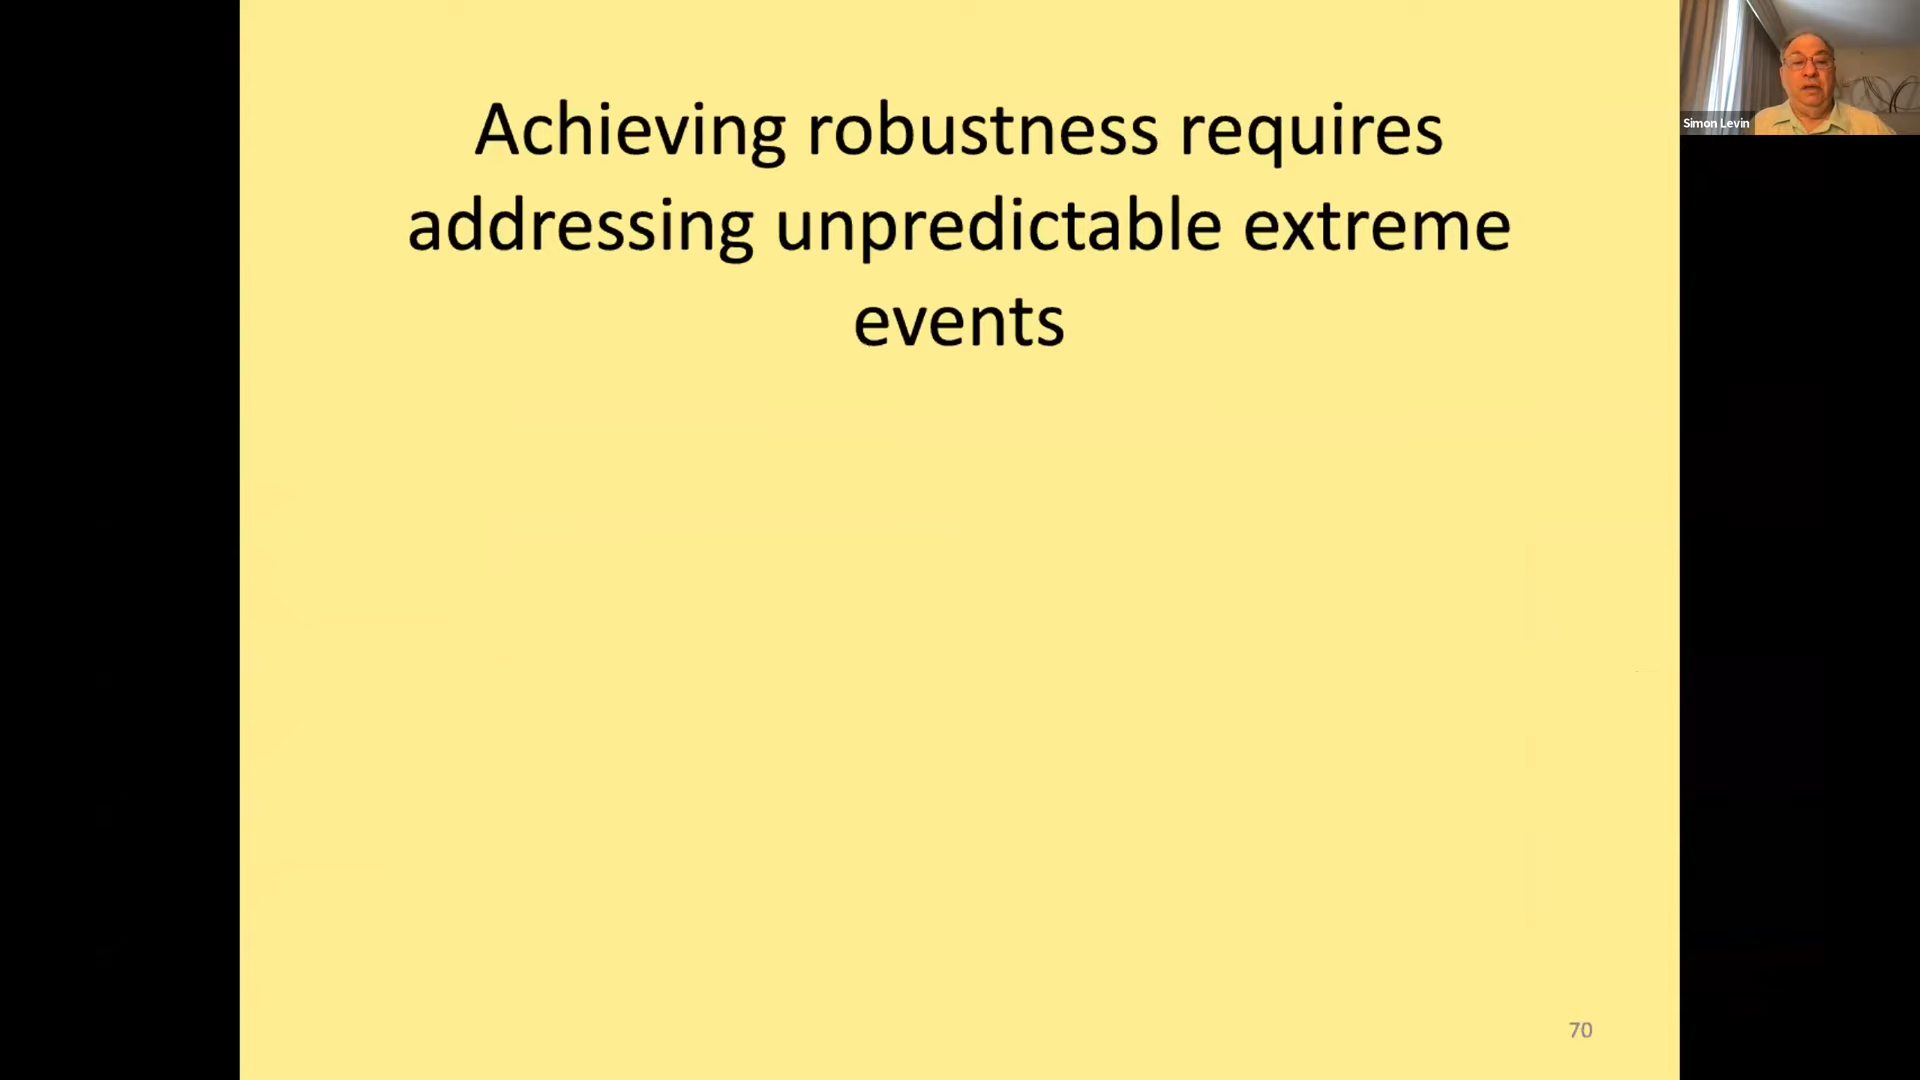 Achieving robustness requires
addressing unpredictable extreme
events
Simon Levin
70